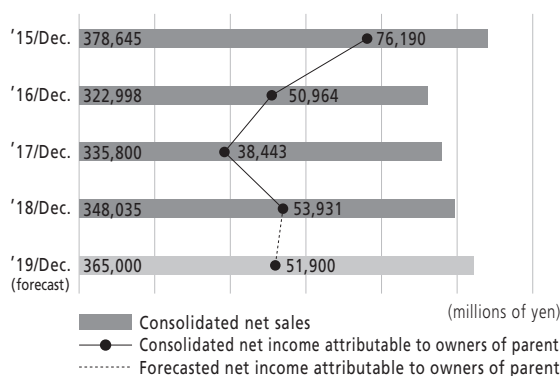 '15/Dec. 378,645 76,190
'16/Dec. 322,998 50,964
'17/Dec. 335,800 38,443
'18/Dec. 348,035 53,931
'19/Dec. 365,000 51,900
(forecast)
(millions of yen)
Consolidated net sales
Consolidated net income attributable to owners of parent
Forecasted net income attributable to owners of parent